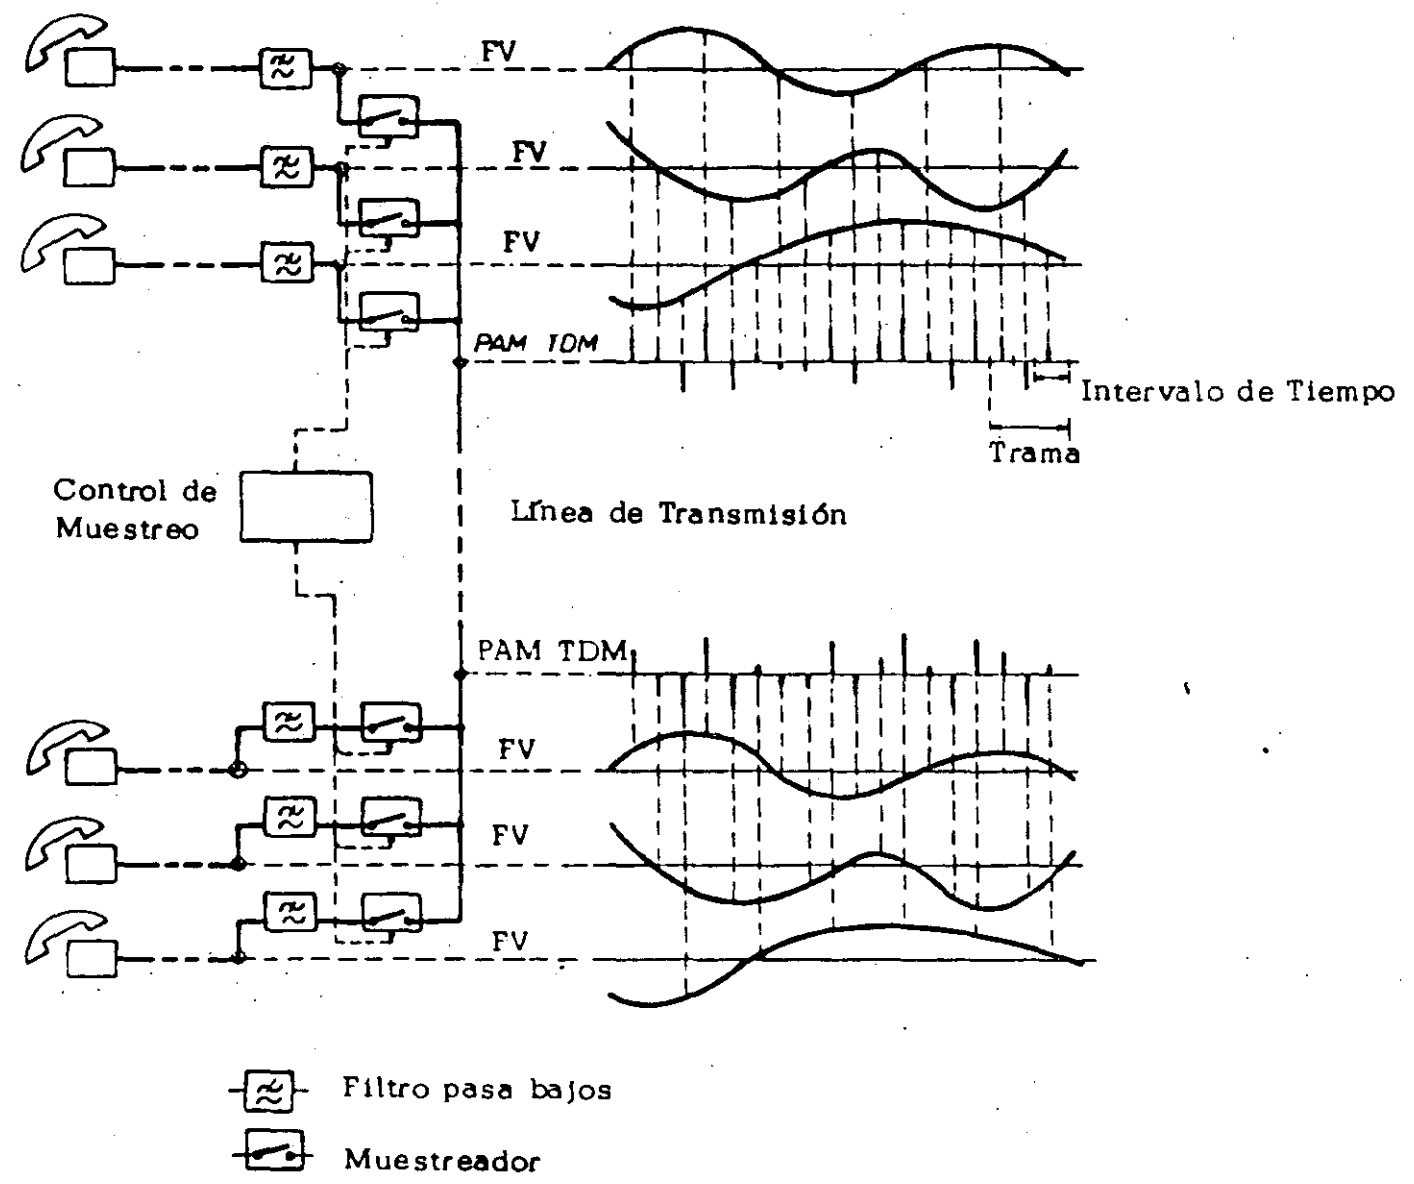 FV
FV
FV
PAM TDM
Intervalo de Tiempo
Trama
Control de
Muestreo
Línea de Transmisión
PAM TDM
FV
FV
FV
Filtro pasa bajos
Muestreador